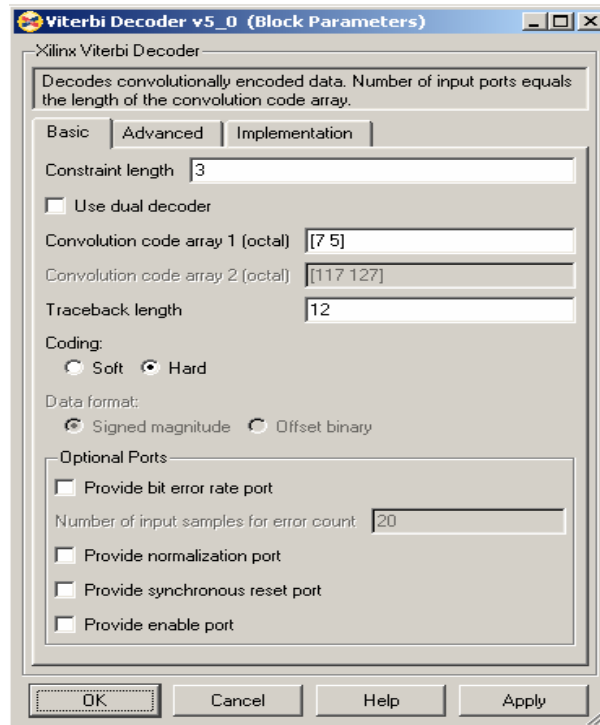 Viterbi Decoder v5_0 (Block Parameters)
Xilinx Viterbi Decoder
Decodes convolutionally encoded data. Number of input ports equals
the length of the convolution code array.
Basic Advanced Implementation
Constraint length 3
Use dual decoder
Convolution code array 1 (octal) [7 5]
Convolution code array 2 (octal) [117 127]
Traceback length 12
Coding:
Soft Hard
Data format:
Signed magnitude Offset binary
Optional Ports
Provide bit error rate port
Number of input samples for error count 20
Provide normalization port
Provide synchronous reset port
Provide enable port
OK Cancel Help Apply